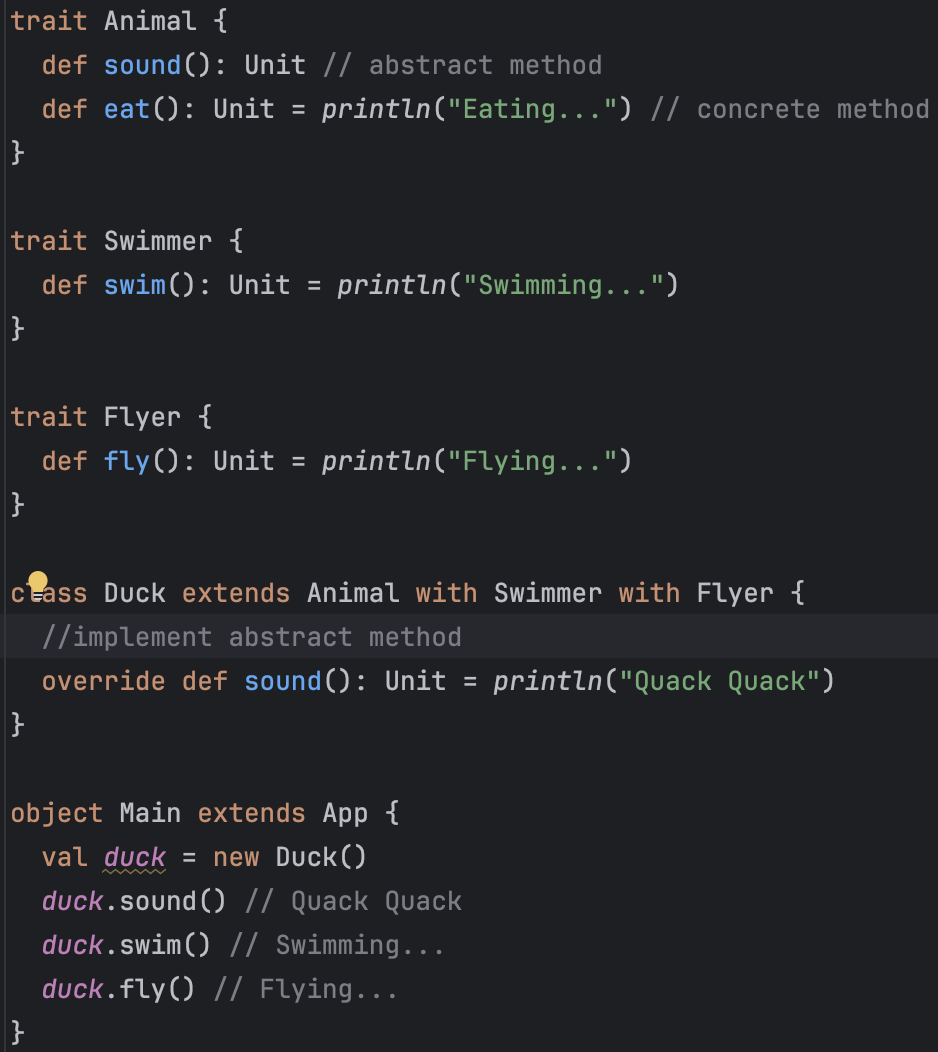 trait Animal {
  def sound(): Unit // abstract method
  def eat(): Unit = println("Eating...") // concrete method
}

trait Swimmer {
  def swim(): Unit = println("Swimming...")
}

trait Flyer {
  def fly(): Unit = println("Flying...")
}

class Duck extends Animal with Swimmer with Flyer {
  //implement abstract method
  override def sound(): Unit = println("Quack Quack")
}

object Main extends App {
  val duck = new Duck()
  duck.sound() // Quack Quack
  duck.swim() // Swimming...
  duck.fly() // Flying...
}